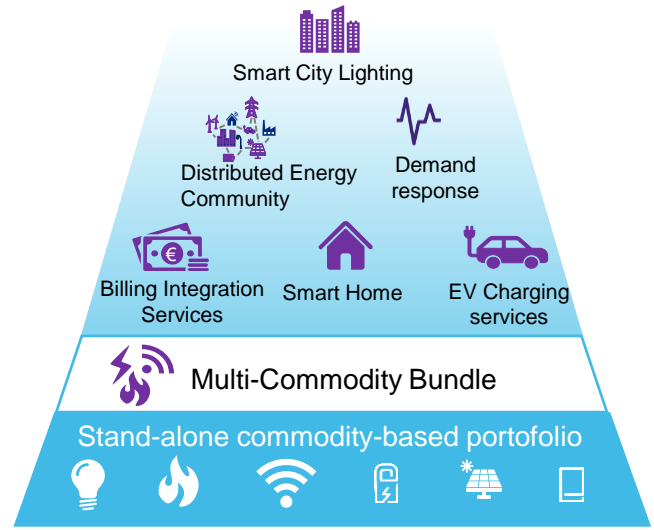 Smart City Lighting
Distributed Energy
Community
Demand
response
€
Billing Integration
Services
Smart Home
EV Charging
services
Multi-Commodity Bundle
Stand-alone commodity-based portofolio